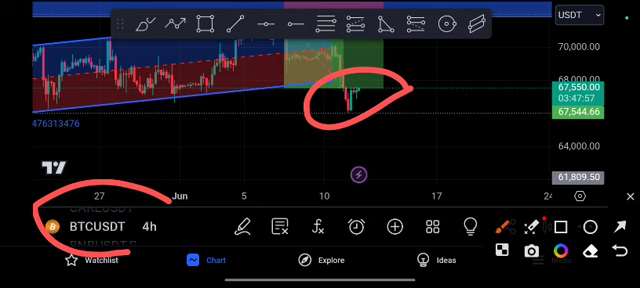 USDT
70,000.00
68,000.00
67,550.00
03:47:57
67,544.66
476313476
64,000.00
61,809.50
27 Jun 5 10 17 24
BTCUSDT 4h
Watchlist Chart Explore Ideas Menu